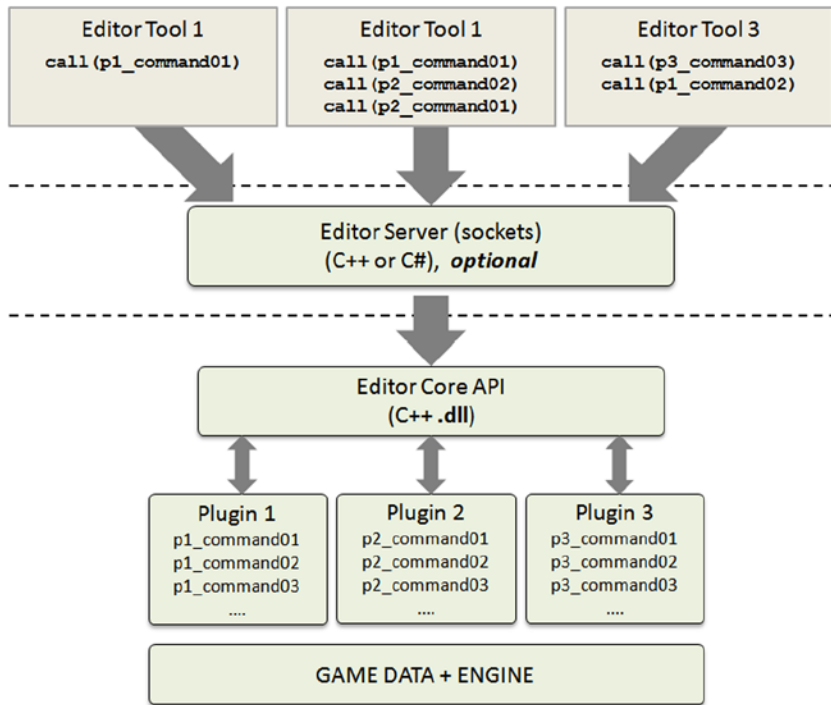 Editor Tool 1
call(p1_command01)
Editor Tool 1
call(p1_command01)
call(p2_command02)
call(p2_command01)
Editor Tool 3
call(p3_command03)
call(p1_command02)
Editor Server (sockets)
(C++ or C#), optional
Editor Core API
(C++ .dll)
Plugin 1
p1_command01
p1_command02
p1_command03
....
Plugin 2
p2_command01
p2_command02
p2_command03
....
Plugin 3
p3_command01
p3_command02
p3_command03
....
GAME DATA + ENGINE